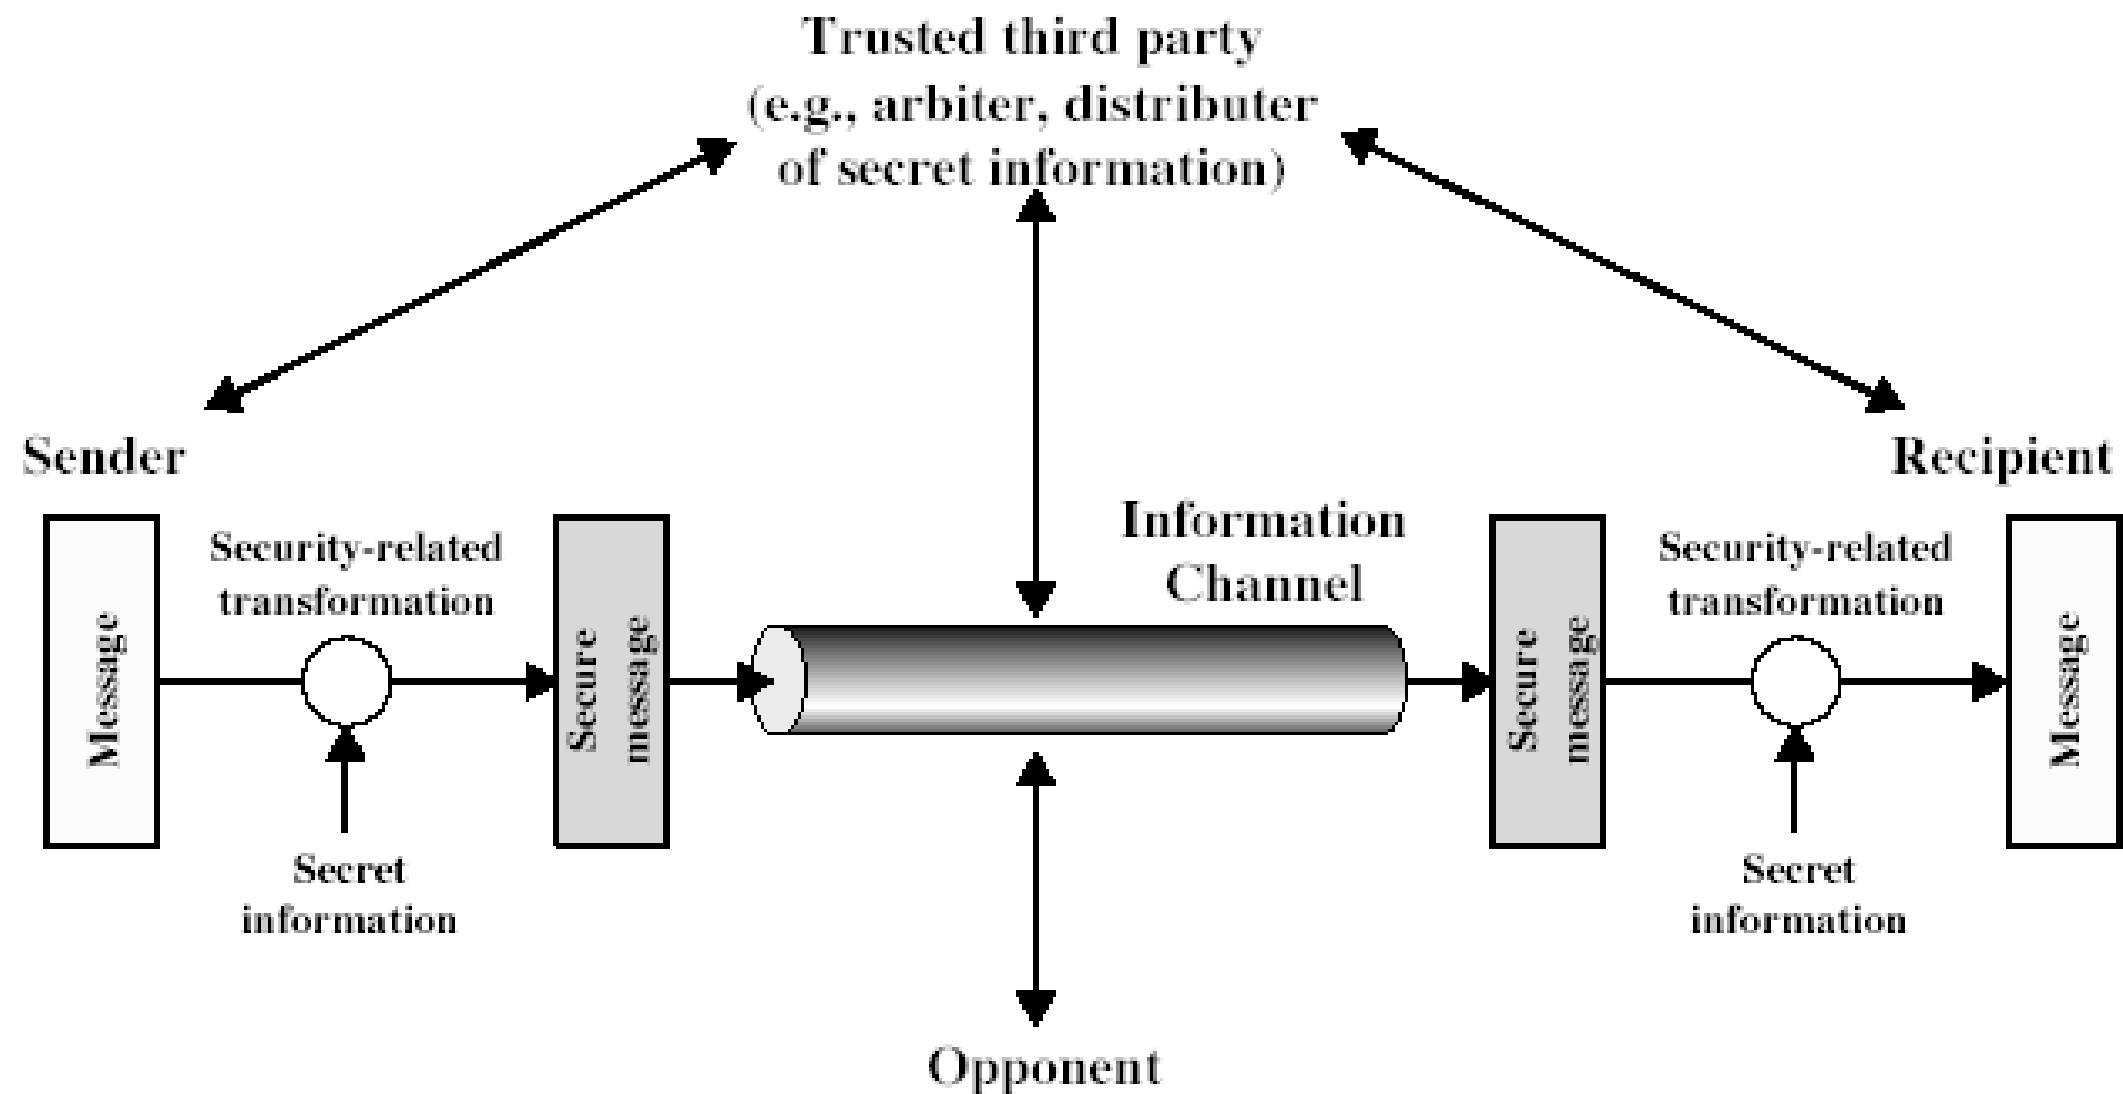 Trusted third party
(e.g., arbiter, distributer
of secret information)
Sender
Recipient
Information
Channel
Security-related
transformation
Security-related
transformation
Message
Secure
message
Secure
message
Message
Secret
information
Secret
information
Opponent